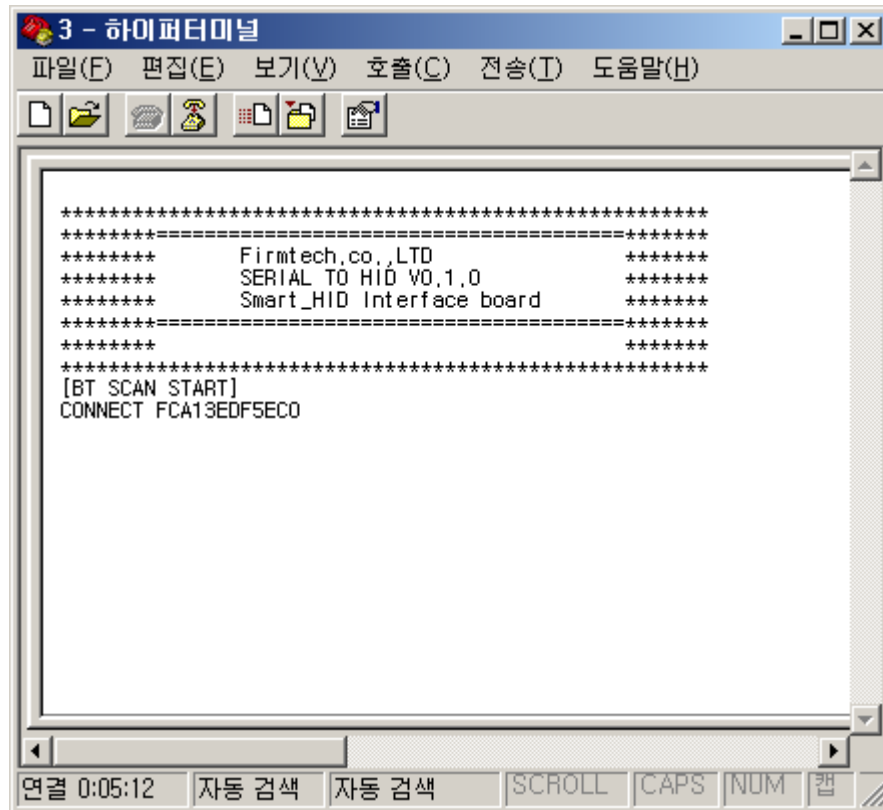 3 - 하이퍼터미널
파일(F) 편집(E) 보기(V) 호출(C) 전송(T) 도움말(H)
******************************************************
********=======================================*******
******** Firmtech.co.,LTD *******
******** SERIAL TO HID V0.1.0 *******
******** Smart_HID Interface board *******
********=======================================*******
******** *******
******************************************************
[BT SCAN START]
CONNECT FCA13EDF5EC0
연결 0:05:12 자동 검색 자동 검색 SCROLL CAPS NUM 캡